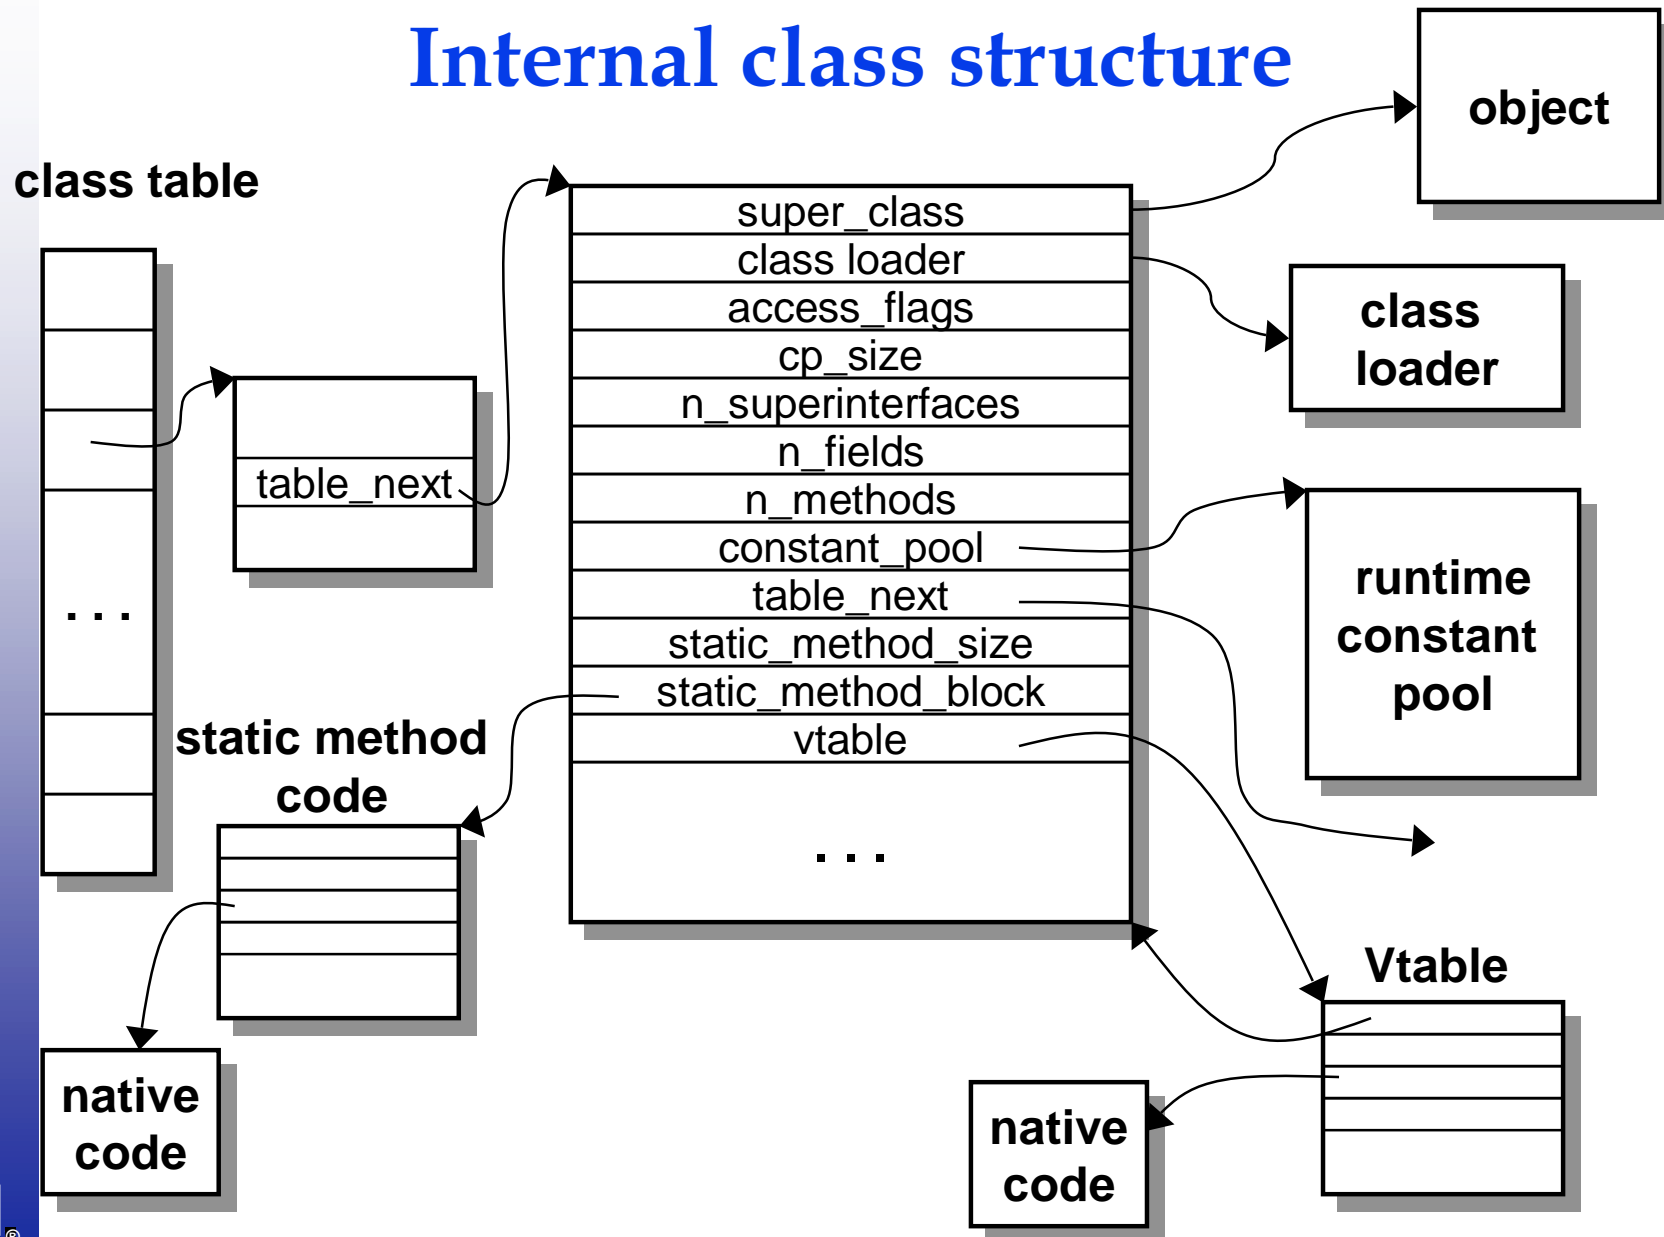 Internal class structure
object
class table
super_class
class loader
access_flags
cp_size
n_superinterfaces
n_fields
n_methods
constant_pool
table_next
static_method_size
static_method_block
vtable
. . .
class
loader
table_next
. . .
runtime
constant
pool
static method
code
native
code
Vtable
native
code
®